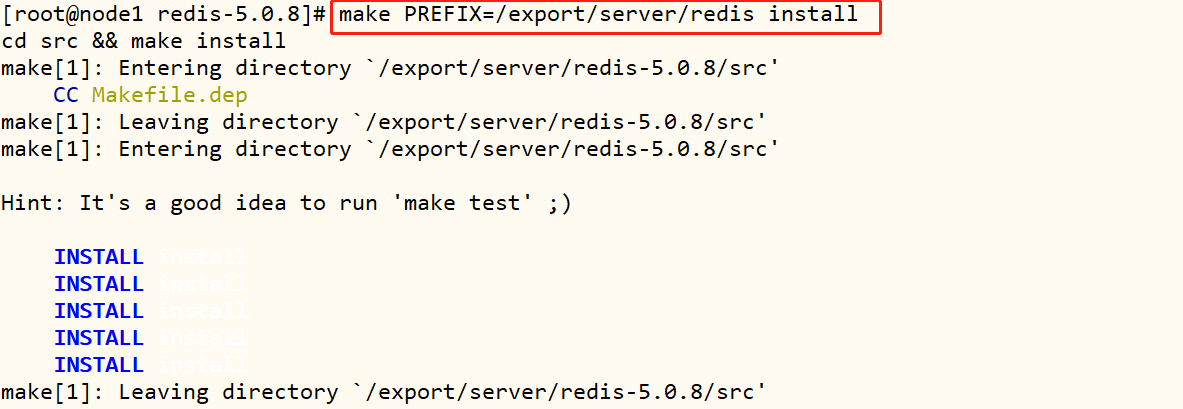 [root@node1 redis-5.0.8]# make PREFIX=/export/server/redis install
cd src && make install
make[1]: Entering directory `/export/server/redis-5.0.8/src'
    CC Makefile.dep
make[1]: Leaving directory `/export/server/redis-5.0.8/src'
make[1]: Entering directory `/export/server/redis-5.0.8/src'

Hint: It's a good idea to run 'make test' ;)

    INSTALL install
    INSTALL install
    INSTALL install
    INSTALL install
    INSTALL install
make[1]: Leaving directory `/export/server/redis-5.0.8/src'